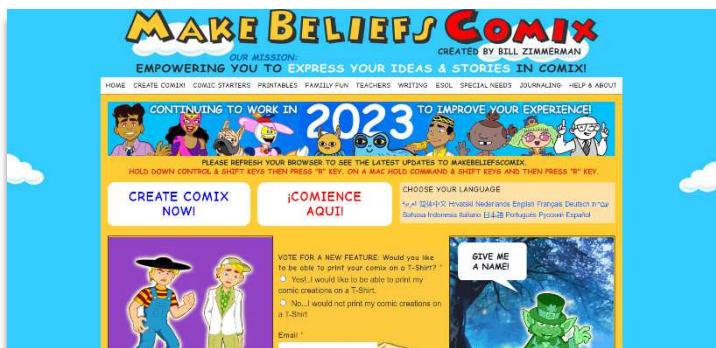 MAKE BELIEFS COMIX
CREATED BY BILL ZIMMERMAN
OUR MISSION:
EMPOWERING YOU TO EXPRESS YOUR IDEAS & STORIES IN COMIX!
HOME CREATE COMIX! COMIC STARTERS PRINTABLES FAMILY FUN TEACHERS WRITING ESOL SPECIAL NEEDS JOURNALING HELP & ABOUT
CONTINUING TO WORK IN 2023 TO IMPROVE YOUR EXPERIENCE!
PLEASE REFRESH YOUR BROWSER TO SEE THE LATEST UPDATES TO MAKEBELIEFSCOMIX.
HOLD DOWN CONTROL & SHIFT KEYS THEN PRESS "R" KEY. ON A MAC HOLD COMMAND & SHIFT KEYS AND THEN PRESS "R" KEY.
CREATE COMIX
NOW!
¡COMIENCE
AQUI!
CHOOSE YOUR LANGUAGE
简体中文 Hrvatski Nederlands English Français Deutsch עברית
Bahasa Indonesia Italiano 日本語 Português Русский Español
VOTE FOR A NEW FEATURE: Would you like
to be able to print your comix on a T-Shirt? *
Yes!..I would like to be able to print my
comic creations on a T-Shirt.
No...I would not print my comic creations on
a T-Shirt
Email *
GIVE ME
A NAME!